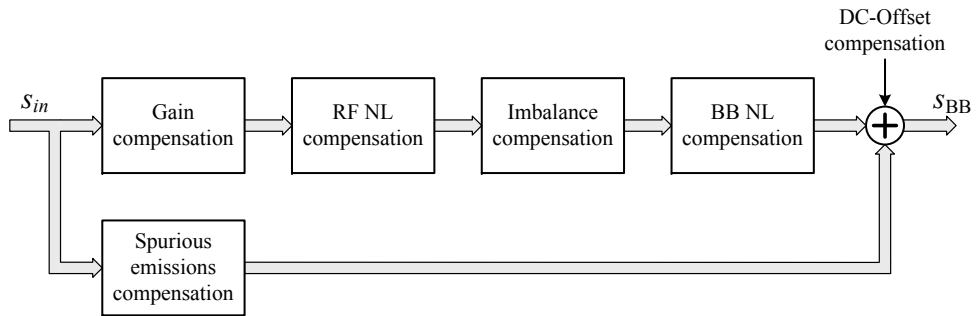 DC-Offset
compensation
s_in
Gain
compensation
RF NL
compensation
Imbalance
compensation
BB NL
compensation
s_BB
Spurious
emissions
compensation